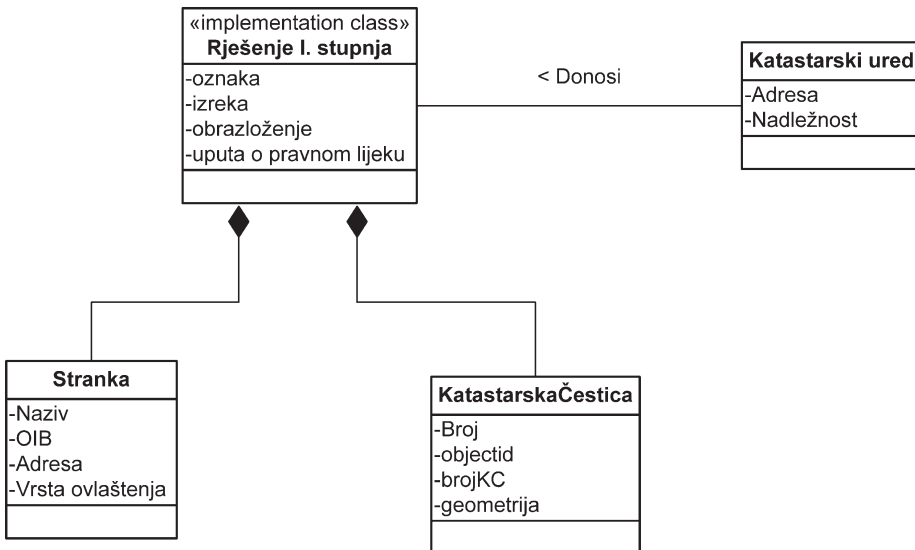 «implementation class»
Rješenje I. stupnja
-oznaka
-izreka
-obrazloženje
-uputa o pravnom lijeku
< Donosi
Katastarski ured
-Adresa
-Nadležnost
Stranka
-Naziv
-OIB
-Adresa
-Vrsta ovlaštenja
KatastarskaČestica
-Broj
-objectid
-brojKC
-geometrija